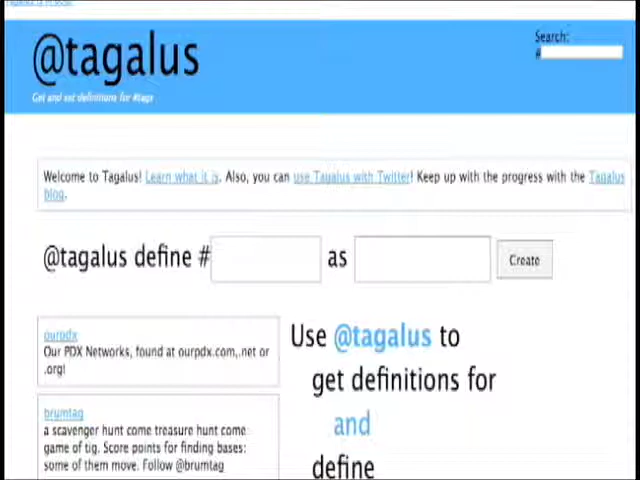 @tagalus
Get and set definitions for #tags
Search:
#
Welcome to Tagalus! Learn what it is. Also, you can use Tagalus with Twitter! Keep up with the progress with the Tagalus
blog.
@tagalus define # as Create
ourpdx
Our PDX Networks, found at ourpdx.com,.net or
.org!
brumtag
a scavenger hunt come treasure hunt come
game of tig. Score points for finding bases:
some of them move. Follow @brumtag
Use @tagalus to
get definitions for
and
define